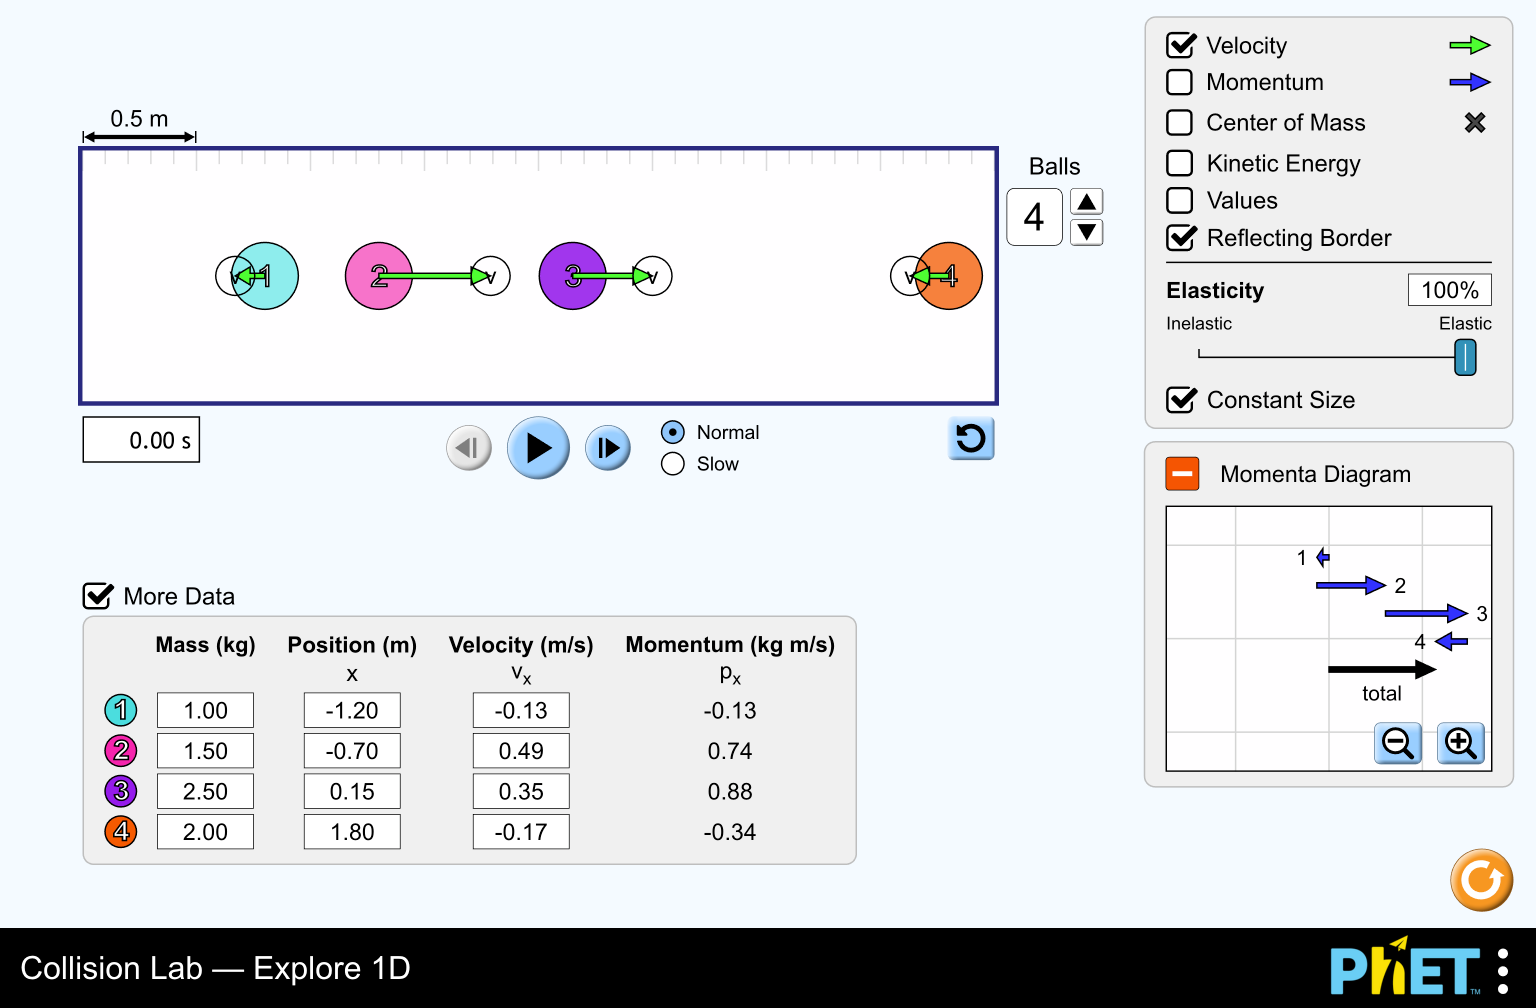 0.5 m
1 v 2 v 3 v v 4
Balls
4
0.00 s
Normal
Slow
Velocity
Momentum
Center of Mass
Kinetic Energy
Values
Reflecting Border
Elasticity 100%
Inelastic Elastic
Constant Size
Momenta Diagram
1
2
3
4
total
More Data
Mass (kg) Position (m) Velocity (m/s) Momentum (kg m/s)
x vx px
1 1.00 -1.20 -0.13 -0.13
2 1.50 -0.70 0.49 0.74
3 2.50 0.15 0.35 0.88
4 2.00 1.80 -0.17 -0.34
Collision Lab — Explore 1D
PhET™